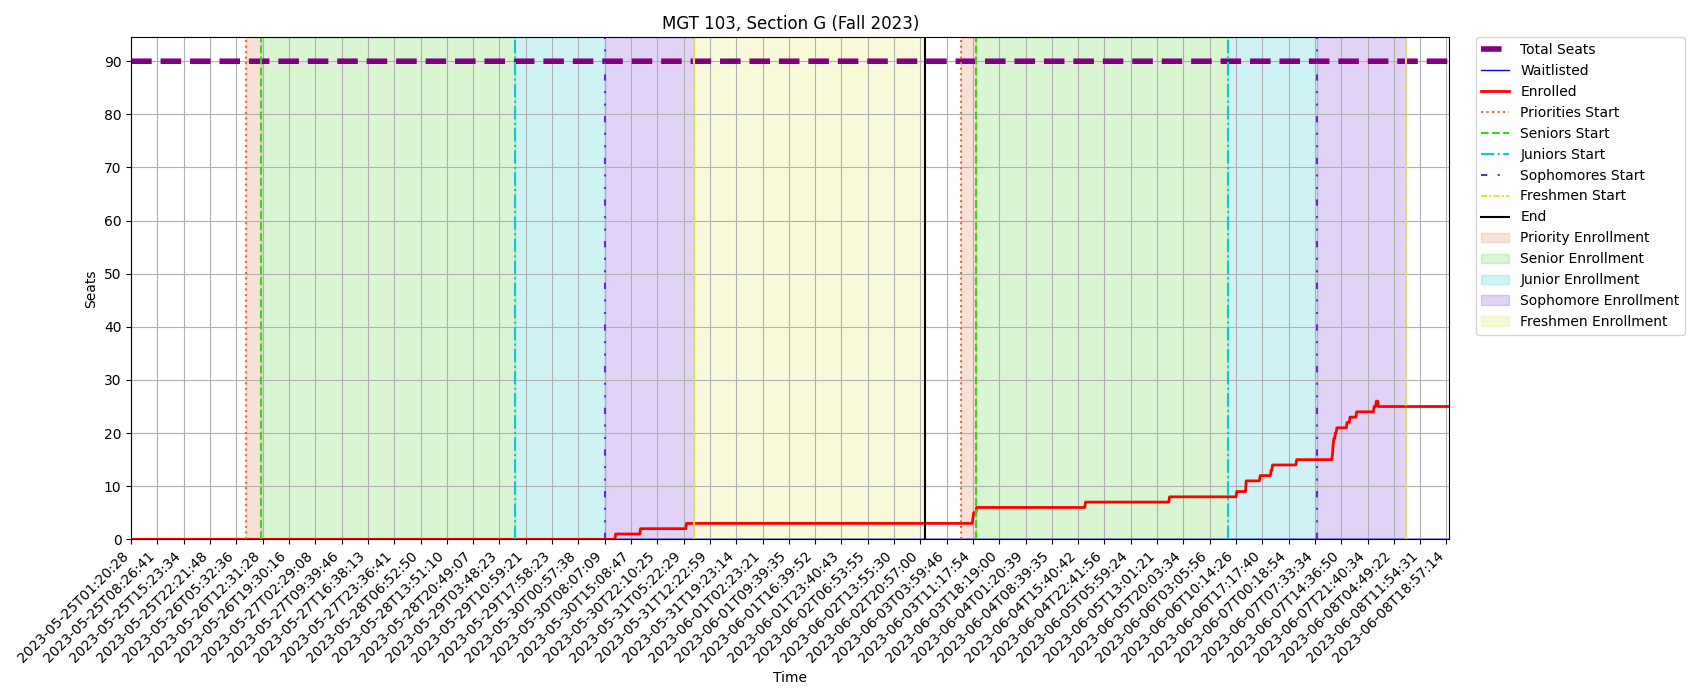 MGT 103, Section G (Fall 2023)
Seats
90
80
70
60
50
40
30
20
10
0
2023-05-25T01:20:28
2023-05-25T08:26:41
2023-05-25T15:23:34
2023-05-25T22:21:48
2023-05-26T05:32:36
2023-05-26T12:31:28
2023-05-26T19:30:16
2023-05-27T02:29:08
2023-05-27T09:39:46
2023-05-27T16:38:13
2023-05-27T23:36:41
2023-05-28T06:52:50
2023-05-28T13:51:10
2023-05-28T20:49:07
2023-05-29T03:48:23
2023-05-29T10:59:21
2023-05-29T17:58:23
2023-05-30T00:57:38
2023-05-30T08:07:09
2023-05-30T15:08:47
2023-05-30T22:10:25
2023-05-31T05:22:29
2023-05-31T12:22:59
2023-05-31T19:23:14
2023-06-01T02:23:21
2023-06-01T09:39:35
2023-06-01T16:39:52
2023-06-01T23:40:43
2023-06-02T06:53:55
2023-06-02T13:55:30
2023-06-02T20:57:00
2023-06-03T03:59:46
2023-06-03T11:17:54
2023-06-03T18:19:00
2023-06-04T01:20:39
2023-06-04T08:39:35
2023-06-04T15:40:42
2023-06-04T22:41:56
2023-06-05T05:59:24
2023-06-05T13:01:21
2023-06-05T20:03:34
2023-06-06T03:05:56
2023-06-06T10:14:26
2023-06-06T17:17:40
2023-06-07T00:18:54
2023-06-07T07:33:34
2023-06-07T14:36:50
2023-06-07T21:40:34
2023-06-08T04:49:22
2023-06-08T11:54:31
2023-06-08T18:57:14
Time
Total Seats
Waitlisted
Enrolled
Priorities Start
Seniors Start
Juniors Start
Sophomores Start
Freshmen Start
End
Priority Enrollment
Senior Enrollment
Junior Enrollment
Sophomore Enrollment
Freshmen Enrollment